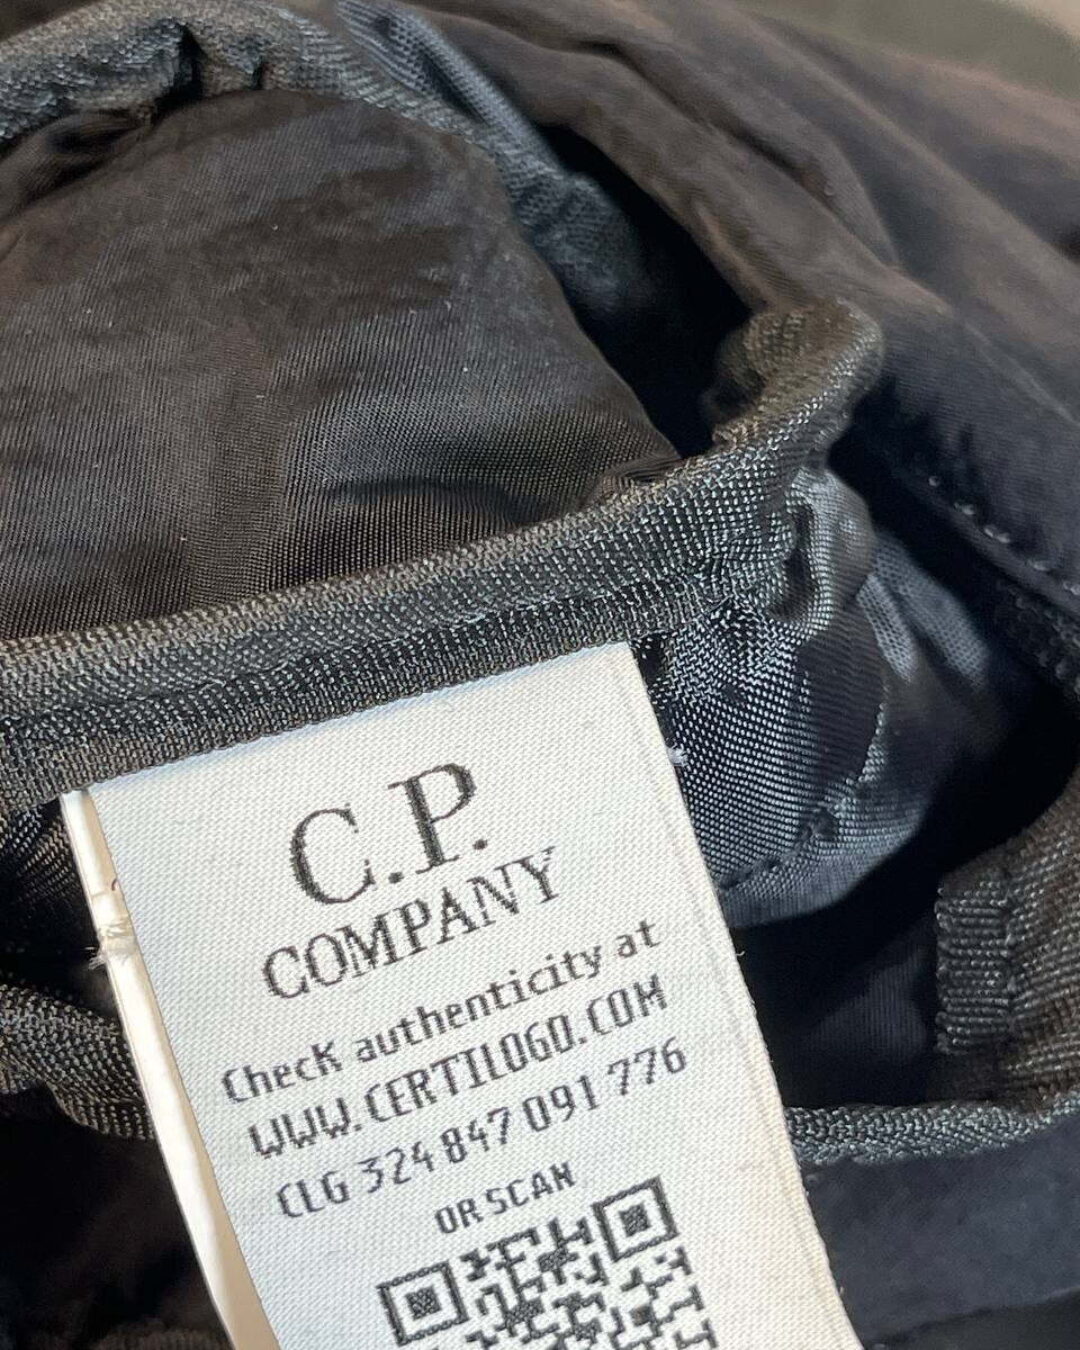 C.P.
COMPANY
Check authenticity at
WWW.CERTILOGO.COM
CLG 324 847 091 776
OR SCAN